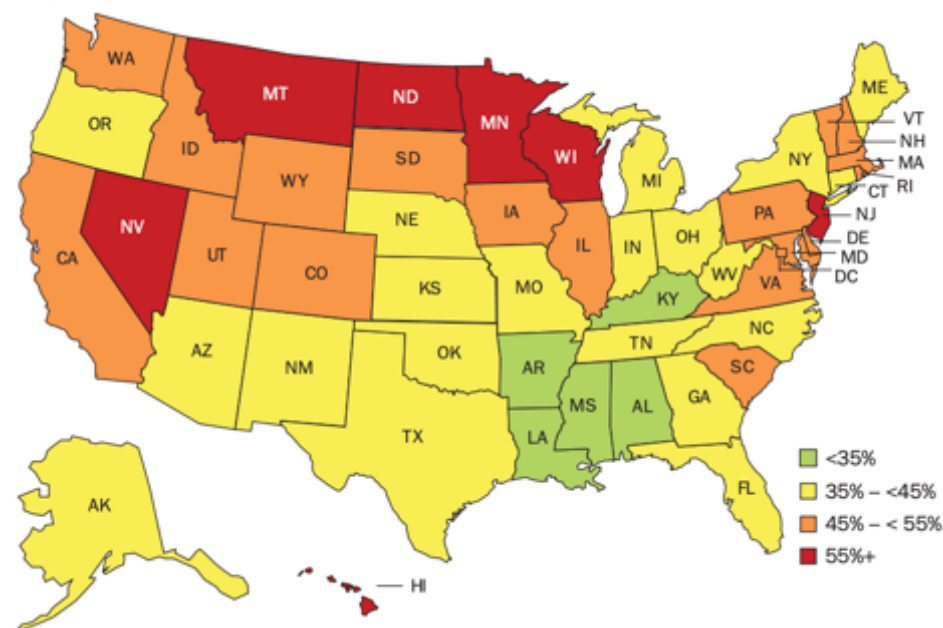 WA
MT
ND
MN
ME
VT
OR
NH
ID
WI
NY
MA
SD
WY
MI
RI
CT
PA
IA
NJ
NV
NE
OH
DE
IN
IL
MD
UT
CA
CO
WV
DC
VA
KS
MO
KY
NC
TN
AZ
OK
NM
AR
SC
MS
AL
GA
TX
LA
<35%
FL
35% – <45%
AK
45% – < 55%
55%+
HI